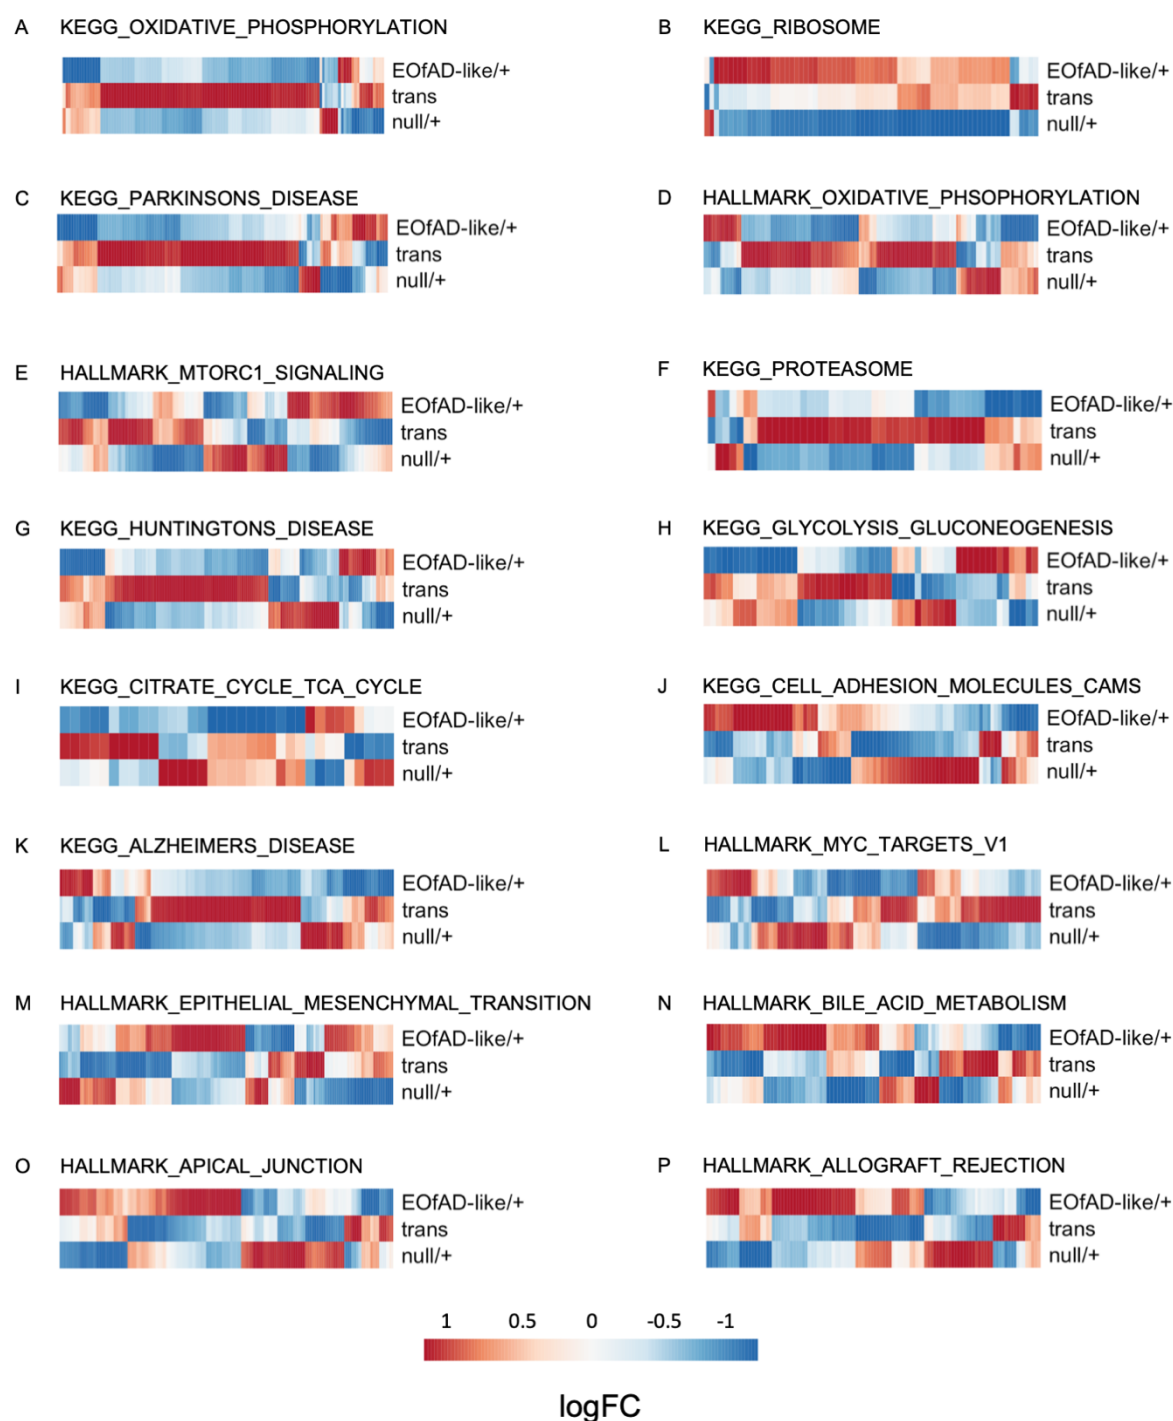 A KEGG_OXIDATIVE_PHOSPHORYLATION
EOfAD-like/+
trans
null/+
B KEGG_RIBOSOME
EOfAD-like/+
trans
null/+
C KEGG_PARKINSONS_DISEASE
EOfAD-like/+
trans
null/+
D HALLMARK_OXIDATIVE_PHSOPHORYLATION
EOfAD-like/+
trans
null/+
E HALLMARK_MTORC1_SIGNALING
EOfAD-like/+
trans
null/+
F KEGG_PROTEASOME
EOfAD-like/+
trans
null/+
G KEGG_HUNTINGTONS_DISEASE
EOfAD-like/+
trans
null/+
H KEGG_GLYCOLYSIS_GLUCONEOGENESIS
EOfAD-like/+
trans
null/+
I KEGG_CITRATE_CYCLE_TCA_CYCLE
EOfAD-like/+
trans
null/+
J KEGG_CELL_ADHESION_MOLECULES_CAMS
EOfAD-like/+
trans
null/+
K KEGG_ALZHEIMERS_DISEASE
EOfAD-like/+
trans
null/+
L HALLMARK_MYC_TARGETS_V1
EOfAD-like/+
trans
null/+
M HALLMARK_EPITHELIAL_MESENCHYMAL_TRANSITION
EOfAD-like/+
trans
null/+
N HALLMARK_BILE_ACID_METABOLISM
EOfAD-like/+
trans
null/+
O HALLMARK_APICAL_JUNCTION
EOfAD-like/+
trans
null/+
P HALLMARK_ALLOGRAFT_REJECTION
EOfAD-like/+
trans
null/+
1 0.5 0 -0.5 -1
logFC